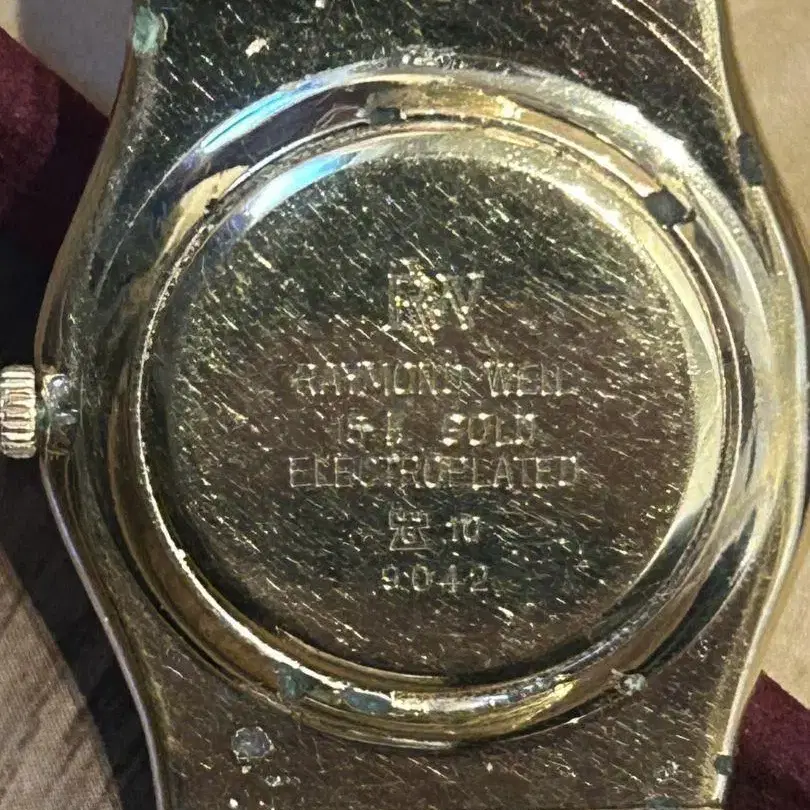 RW
RAYMOND WEIL
18 K GOLD
ELECTROPLATED
10
9042